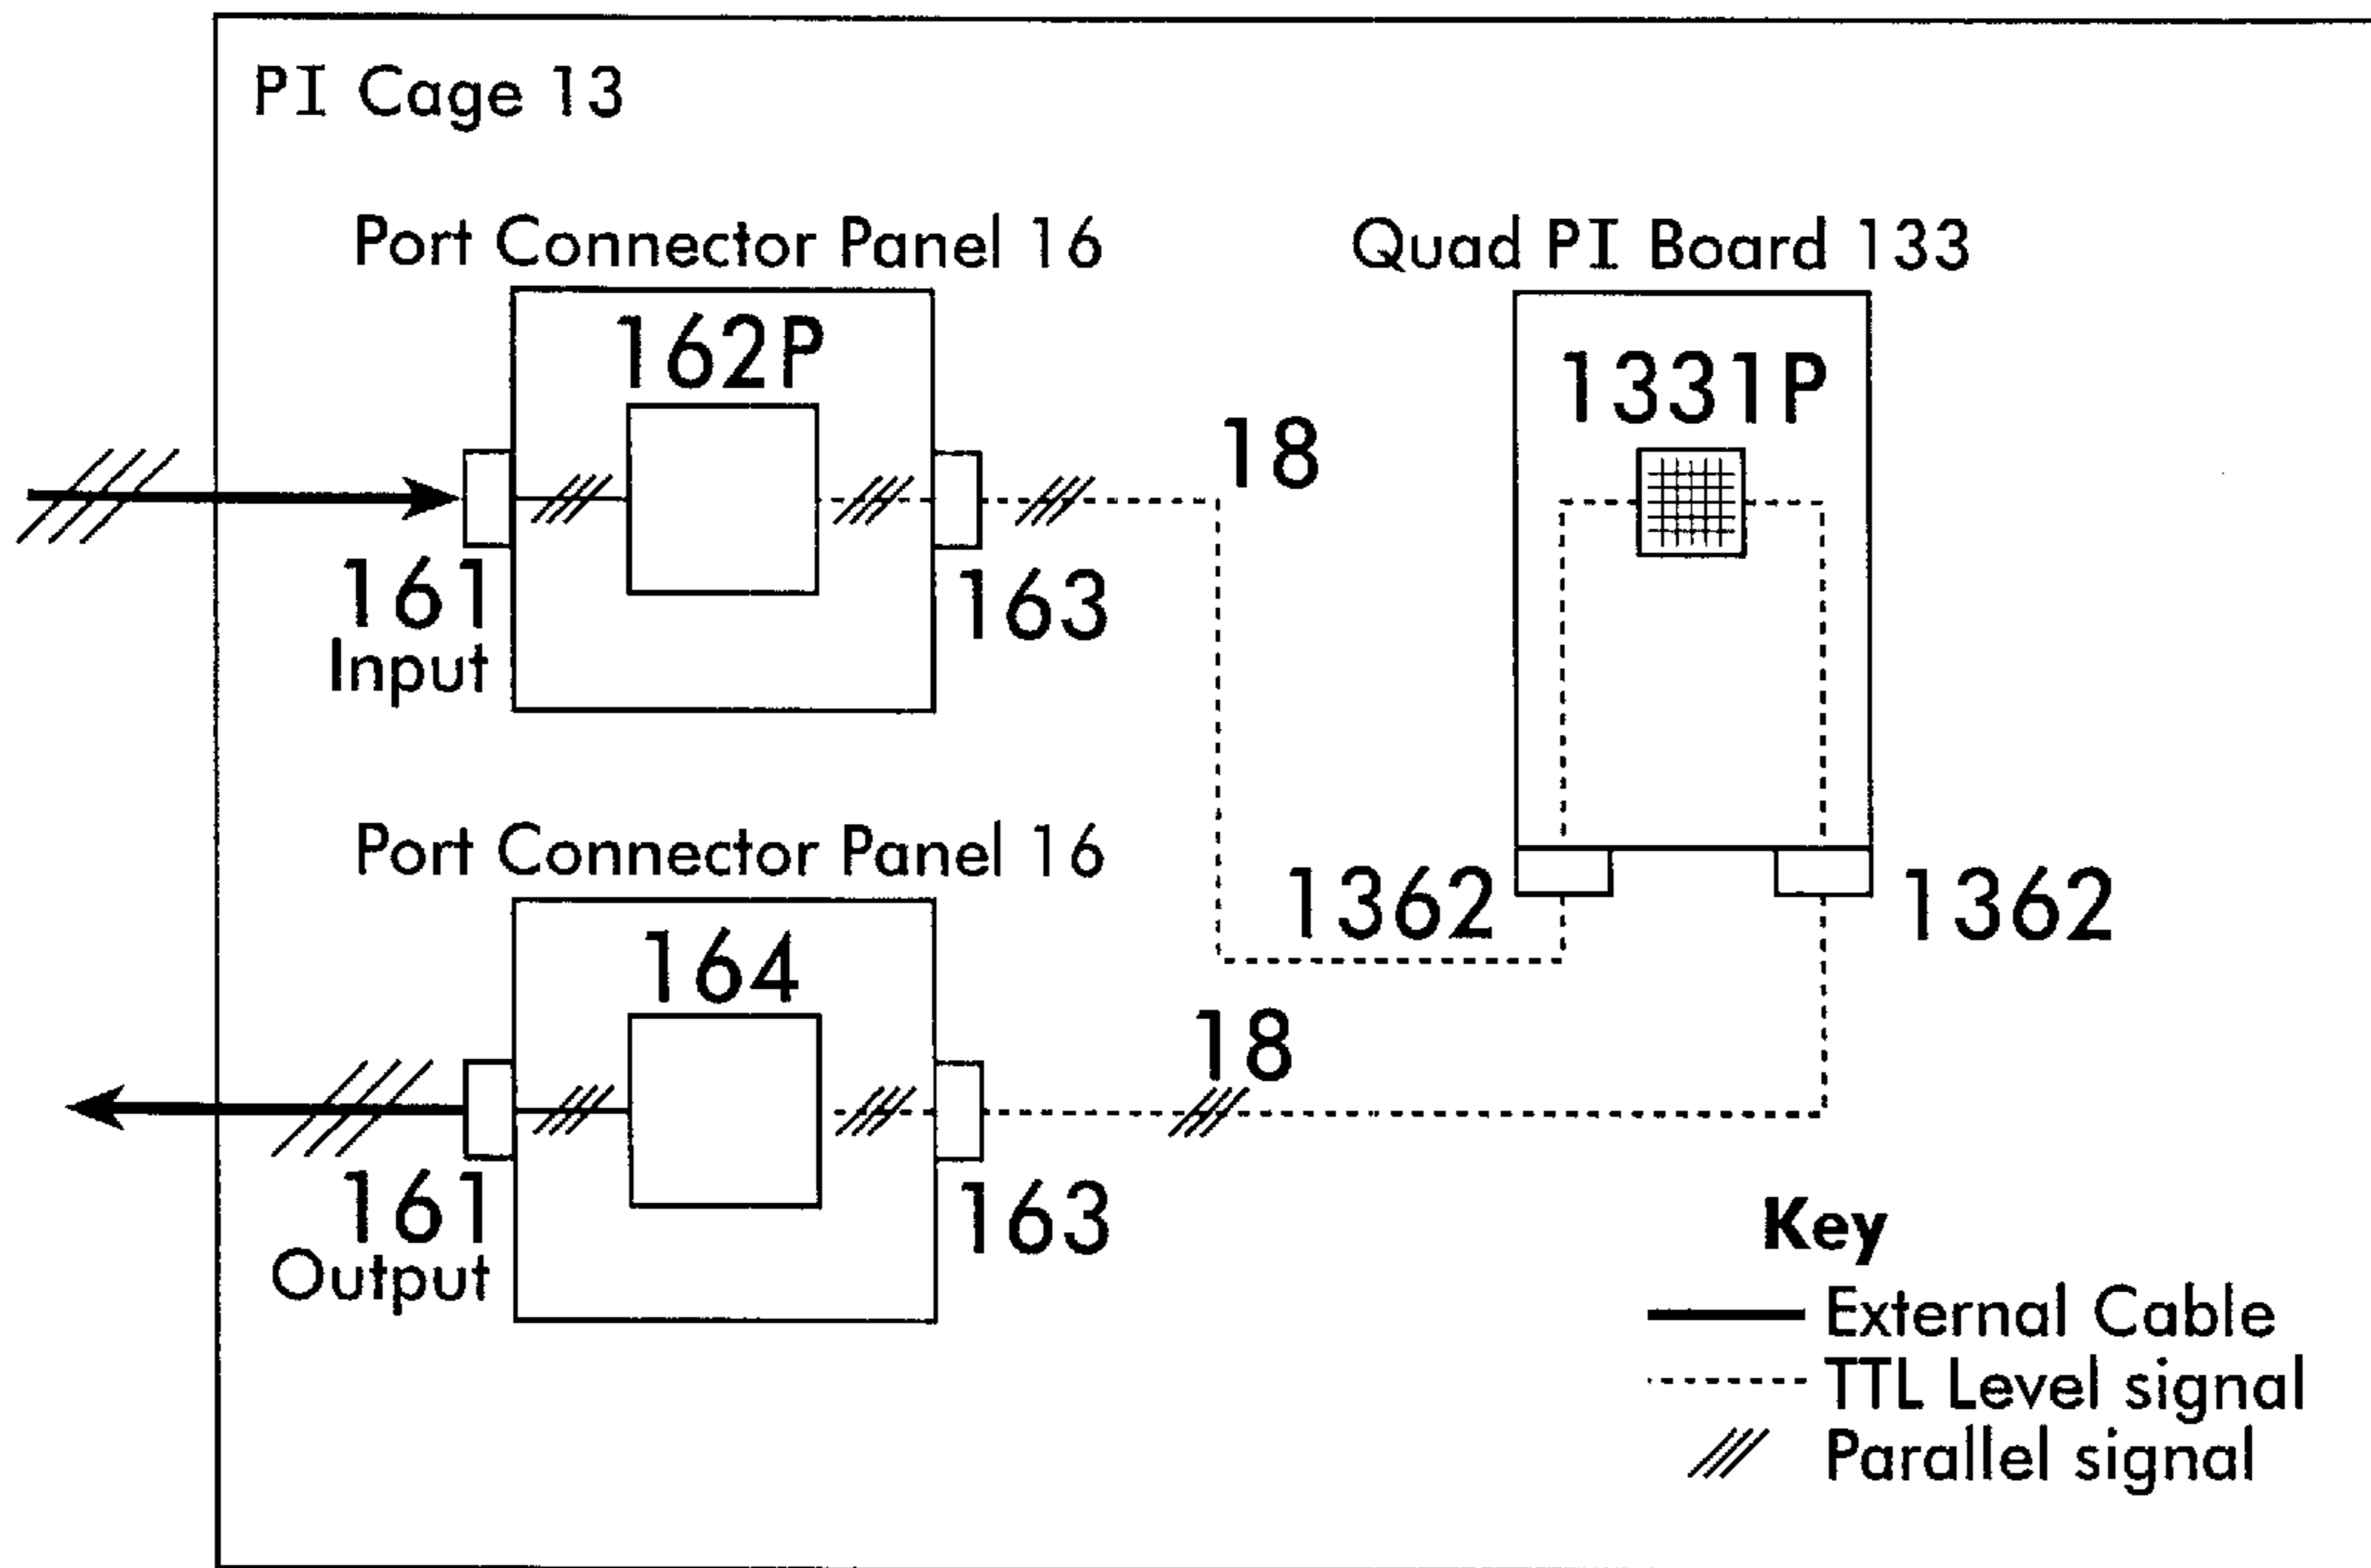 PI Cage 13
Port Connector Panel 16
Quad PI Board 133
162P
1331P
18
161
Input
163
Port Connector Panel 16
1362
1362
164
18
161
Output
163
Key
External Cable
TTL Level signal
Parallel signal